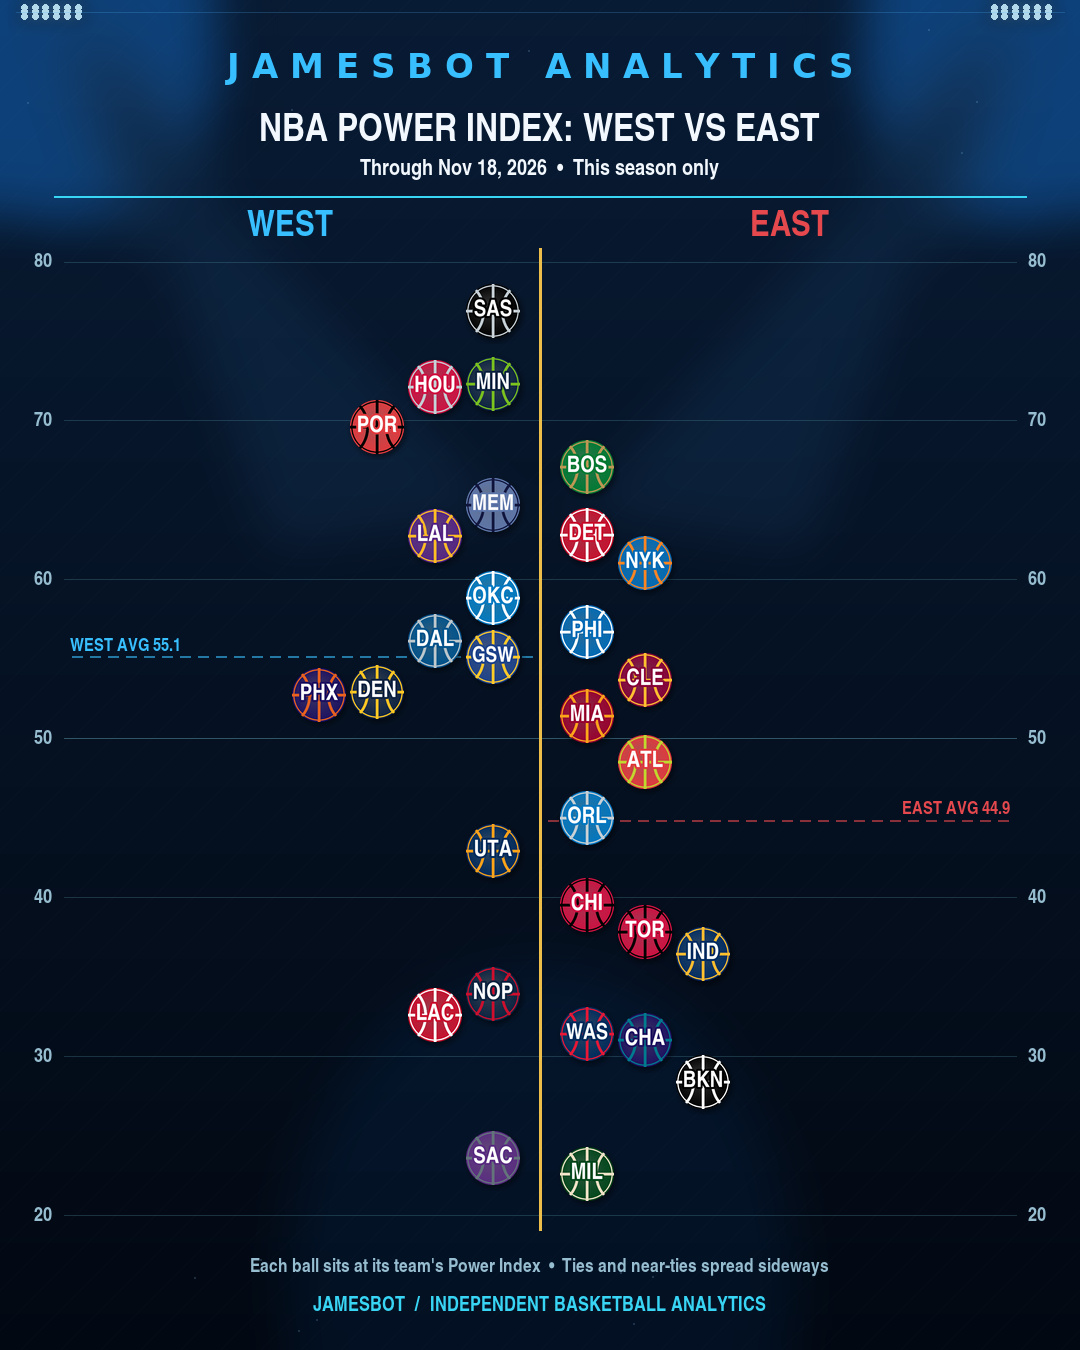 JAMESBOT ANALYTICS
NBA POWER INDEX: WEST VS EAST
Through Nov 18, 2026 • This season only
WEST EAST
80 80
SAS
HOU MIN
POR
70 70
BOS
MEM
LAL DET
NYK
60 60
OKC
PHI
DAL
WEST AVG 55.1
GSW
CLE
PHX DEN
MIA
50 50
ATL
EAST AVG 44.9
ORL
UTA
40 40
CHI
TOR
IND
NOP
LAC
WAS CHA
30 30
BKN
SAC
MIL
20 20
Each ball sits at its team's Power Index • Ties and near-ties spread sideways
JAMESBOT / INDEPENDENT BASKETBALL ANALYTICS